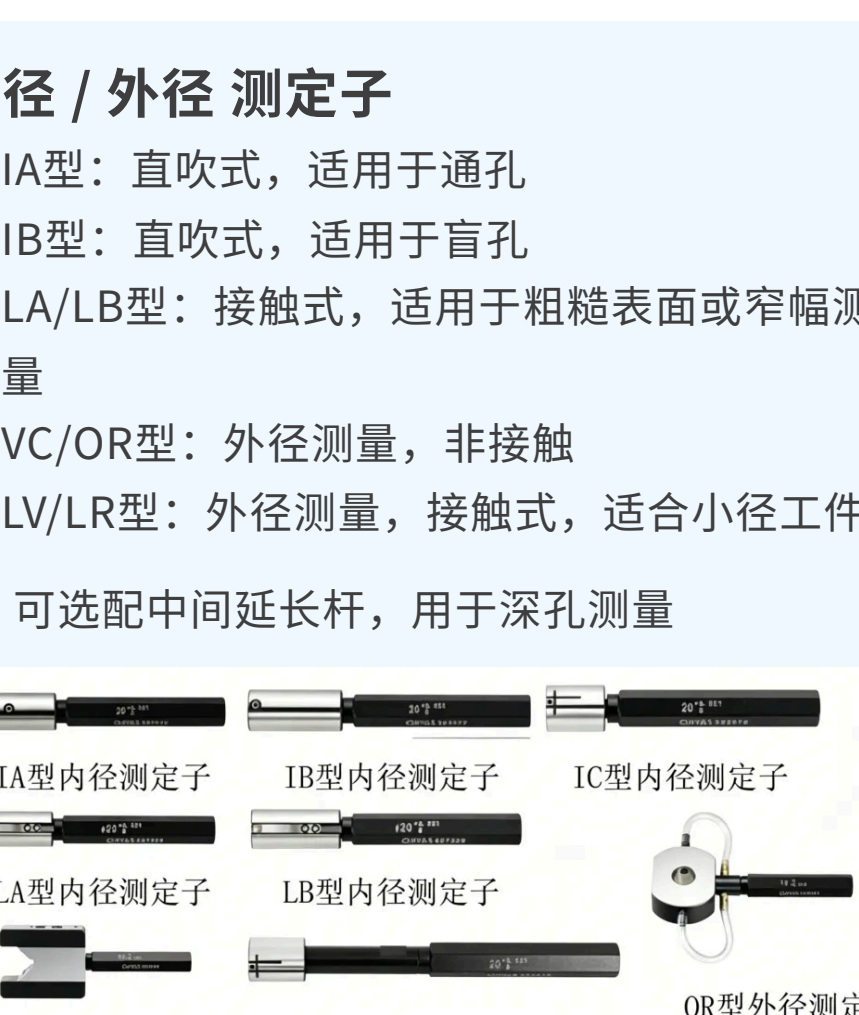 径 / 外径 测定子
IA型：直吹式，适用于通孔
IB型：直吹式，适用于盲孔
LA/LB型：接触式，适用于粗糙表面或窄幅测
量
VC/OR型：外径测量，非接触
LV/LR型：外径测量，接触式，适合小径工件
可选配中间延长杆，用于深孔测量
IA型内径测定子
IB型内径测定子
IC型内径测定子
LA型内径测定子
LB型内径测定子
OR型外径测定